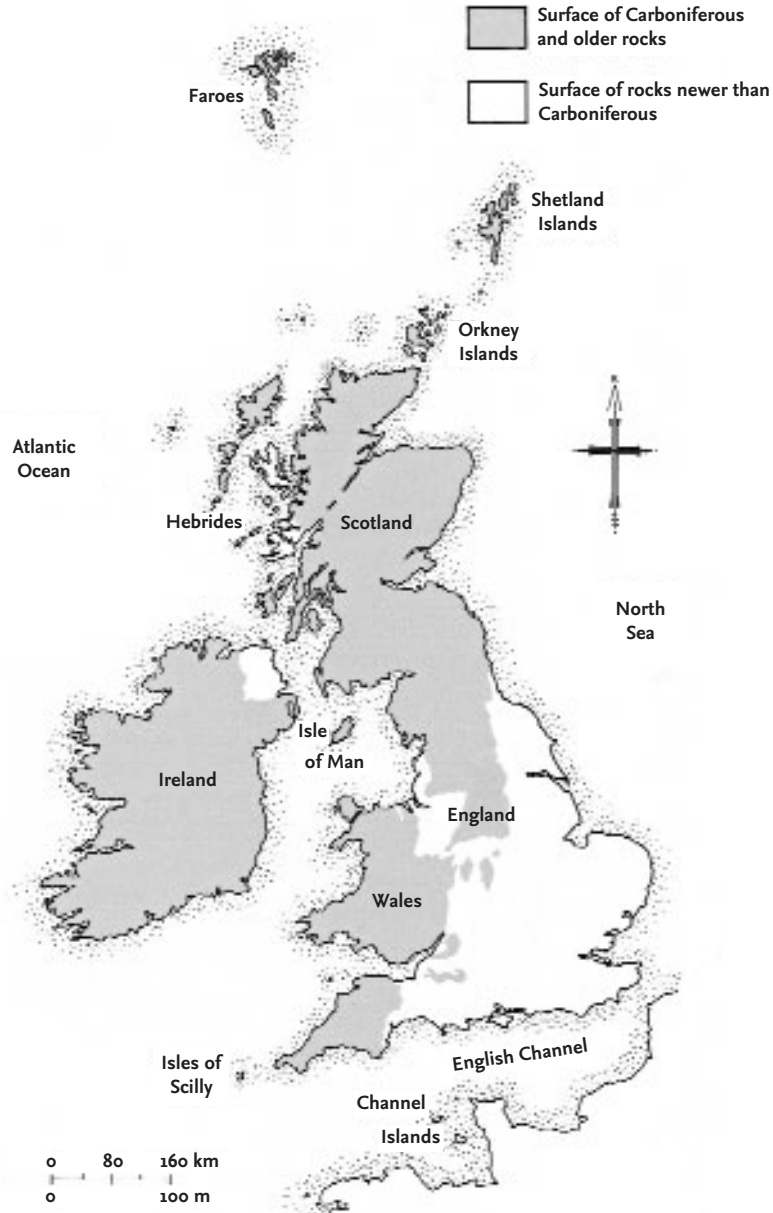 Surface of Carboniferous
and older rocks
Surface of rocks newer than
Carboniferous
Faroes
Shetland
Islands
Orkney
Islands
N
Atlantic
Ocean
Hebrides
Scotland
North
Sea
Isle
of Man
Ireland
England
Wales
English Channel
Isles of
Scilly
Channel
Islands
0 80 160 km
0 100 m